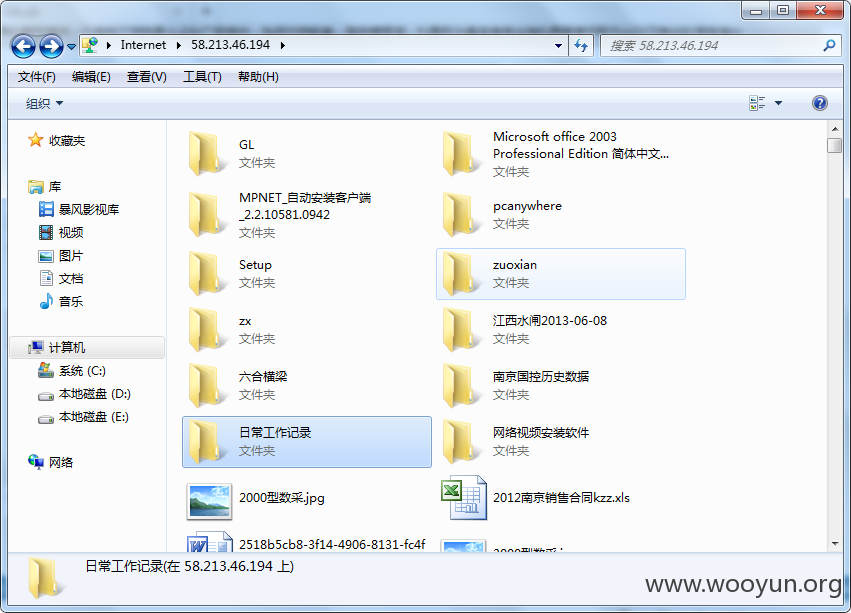 Internet 58.213.46.194
搜索 58.213.46.194
文件(F) 编辑(E) 查看(V) 工具(T) 帮助(H)
组织
收藏夹
库
暴风影视库
视频
图片
文档
音乐
计算机
系统 (C:)
本地磁盘 (D:)
本地磁盘 (E:)
网络
GL
文件夹
Microsoft office 2003
Professional Edition 简体中文...
文件夹
MPNET_自动安装客户端
_2.2.10581.0942
文件夹
pcanywhere
文件夹
Setup
文件夹
zuoxian
文件夹
zx
文件夹
江西水闸2013-06-08
文件夹
六合横梁
文件夹
南京国控历史数据
文件夹
日常工作记录
文件夹
网络视频安装软件
文件夹
2000型数采.jpg
2012南京销售合同kzz.xls
2518b5cb8-3f14-4906-8131-fc4f
日常工作记录(在 58.213.46.194 上)
www.wooyun.org